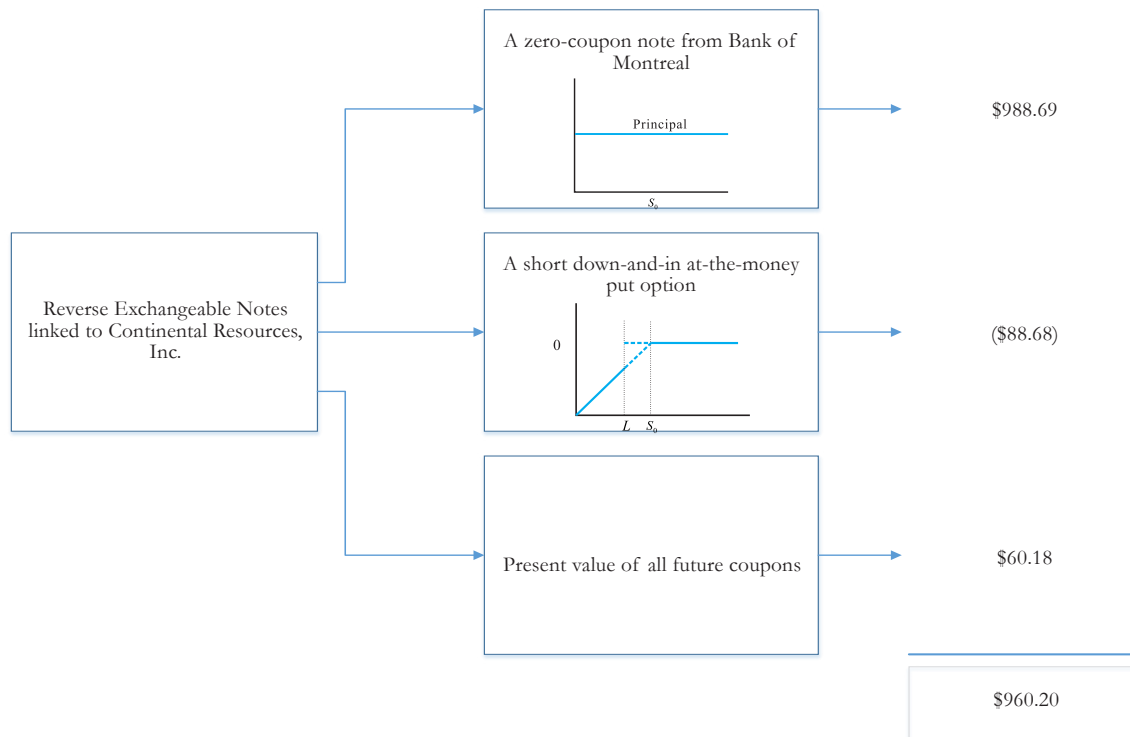 Reverse Exchangeable Notes
linked to Continental Resources,
Inc.
A zero-coupon note from Bank of
Montreal
Principal
S₀
$988.69
A short down-and-in at-the-money
put option
0
L S₀
($88.68)
Present value of all future coupons
$60.18
$960.20